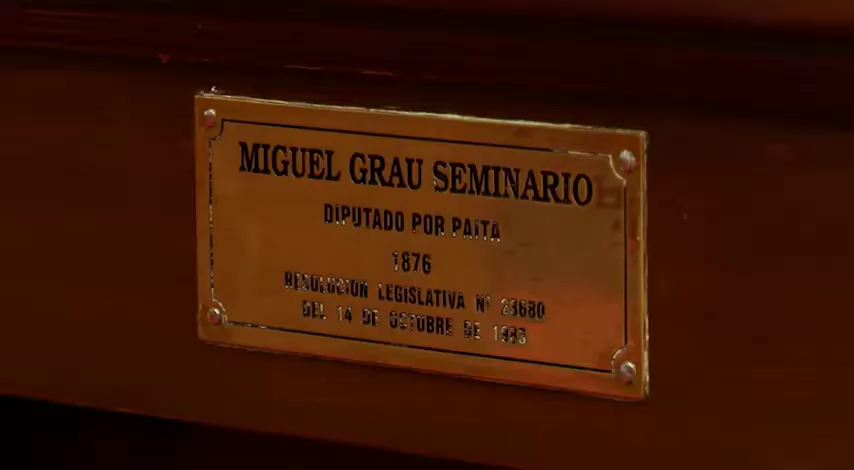 MIGUEL GRAU SEMINARIO
DIPUTADO POR PAITA
1876
RESOLUCION LEGISLATIVA Nº 23680
DEL 14 DE OCTUBRE DE